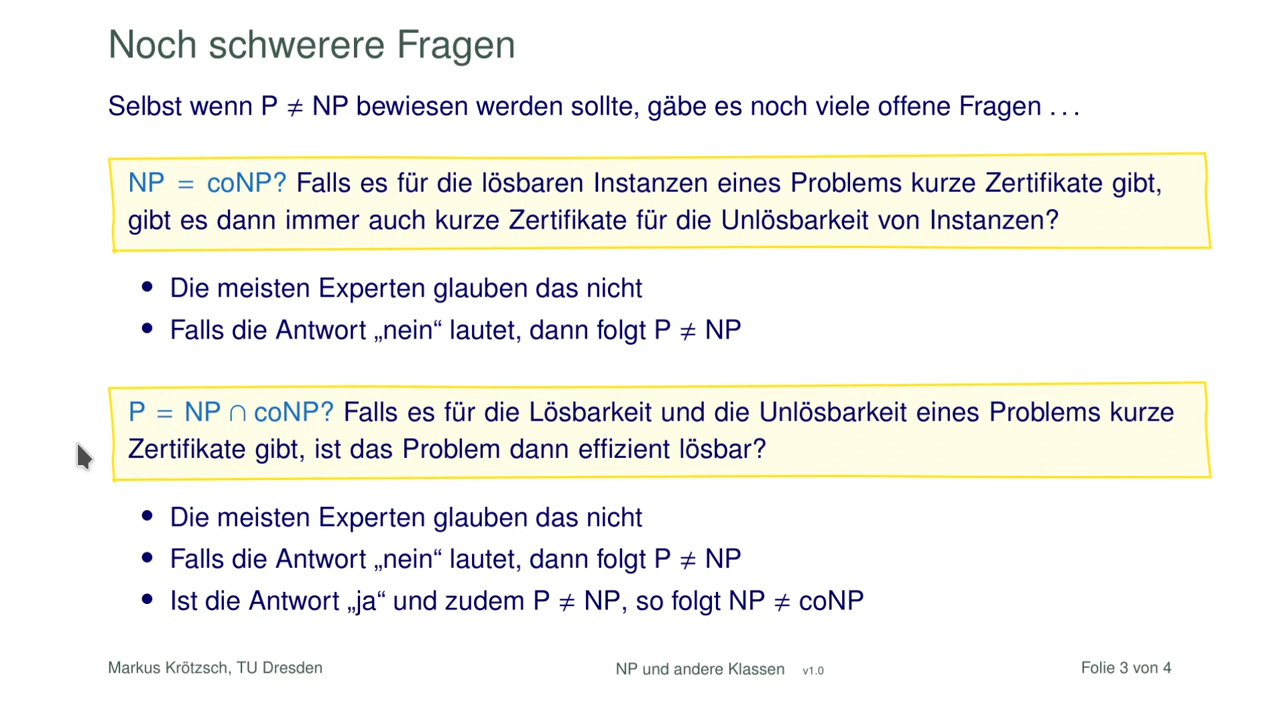 Noch schwerere Fragen
Selbst wenn P ≠ NP bewiesen werden sollte, gäbe es noch viele offene Fragen . . .
NP = coNP? Falls es für die lösbaren Instanzen eines Problems kurze Zertifikate gibt,
gibt es dann immer auch kurze Zertifikate für die Unlösbarkeit von Instanzen?
• Die meisten Experten glauben das nicht
• Falls die Antwort „nein“ lautet, dann folgt P ≠ NP
P = NP ∩ coNP? Falls es für die Lösbarkeit und die Unlösbarkeit eines Problems kurze
Zertifikate gibt, ist das Problem dann effizient lösbar?
• Die meisten Experten glauben das nicht
• Falls die Antwort „nein“ lautet, dann folgt P ≠ NP
• Ist die Antwort „ja“ und zudem P ≠ NP, so folgt NP ≠ coNP
Markus Krötzsch, TU Dresden NP und andere Klassen v1.0 Folie 3 von 4